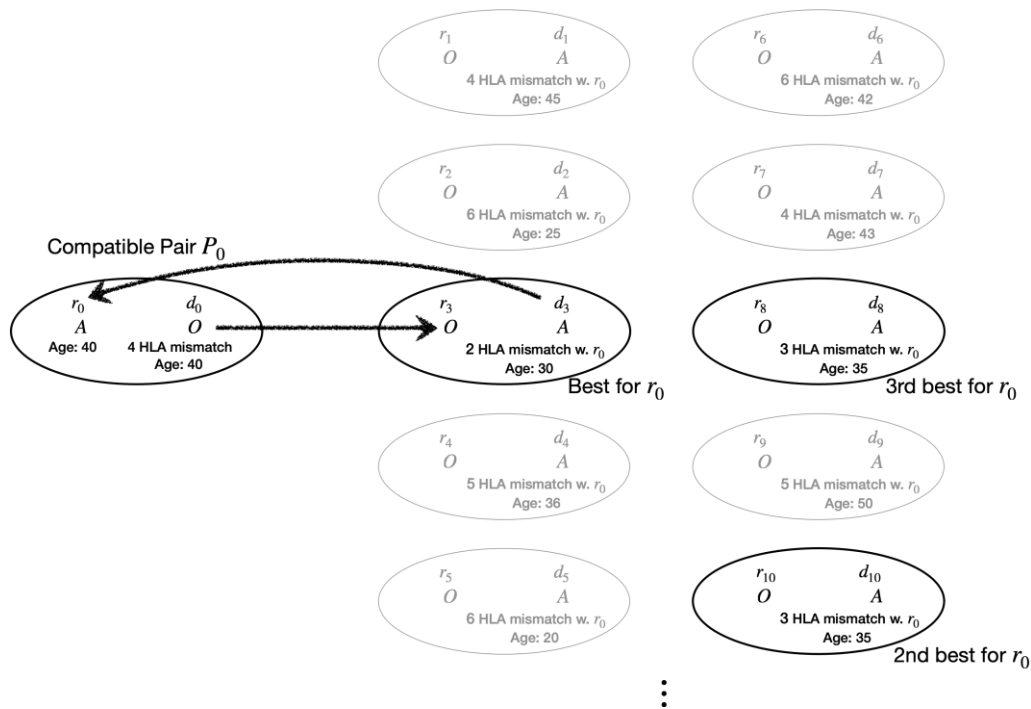 r₁ d₁
O A
4 HLA mismatch w. r₀
Age: 45
r₆ d₆
O A
6 HLA mismatch w. r₀
Age: 42
r₂ d₂
O A
6 HLA mismatch w. r₀
Age: 25
r₇ d₇
O A
4 HLA mismatch w. r₀
Age: 43
Compatible Pair P₀
r₀ d₀
A O
Age: 40 4 HLA mismatch
Age: 40
r₃ d₃
O A
2 HLA mismatch w. r₀
Age: 30
Best for r₀
r₈ d₈
O A
3 HLA mismatch w. r₀
Age: 35
3rd best for r₀
r₄ d₄
O A
5 HLA mismatch w. r₀
Age: 36
r₉ d₉
O A
5 HLA mismatch w. r₀
Age: 50
r₅ d₅
O A
6 HLA mismatch w. r₀
Age: 20
r₁₀ d₁₀
O A
3 HLA mismatch w. r₀
Age: 35
2nd best for r₀
⋮